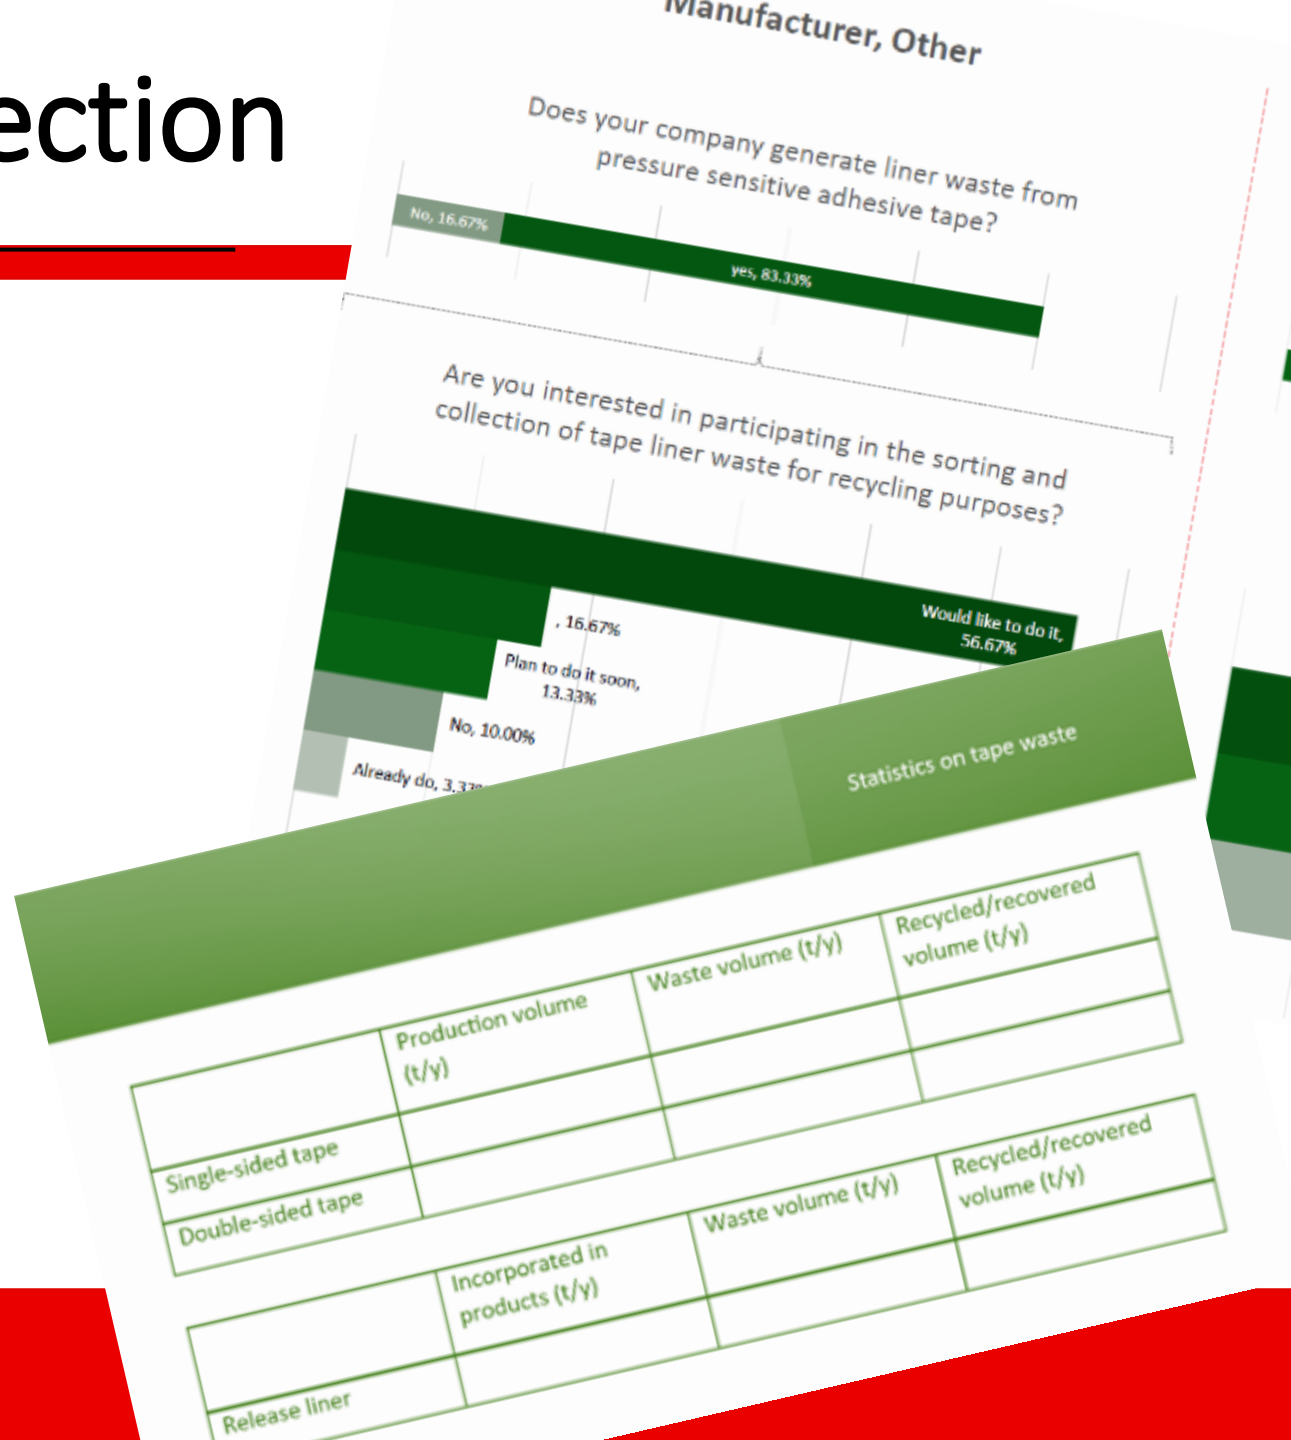 ection
Manufacturer, Other
Does your company generate liner waste from
pressure sensitive adhesive tape?
No, 16.67%
yes, 83.33%
Are you interested in participating in the sorting and
collection of tape liner waste for recycling purposes?
Would like to do it,
56.67%
, 16.67%
Plan to do it soon,
13.33%
No, 10.00%
Already do, 3.33%
Statistics on tape waste
Production volume
(t/y)
Waste volume (t/y)
Recycled/recovered
volume (t/y)
Single-sided tape
Double-sided tape
Incorporated in
products (t/y)
Waste volume (t/y)
Recycled/recovered
volume (t/y)
Release liner